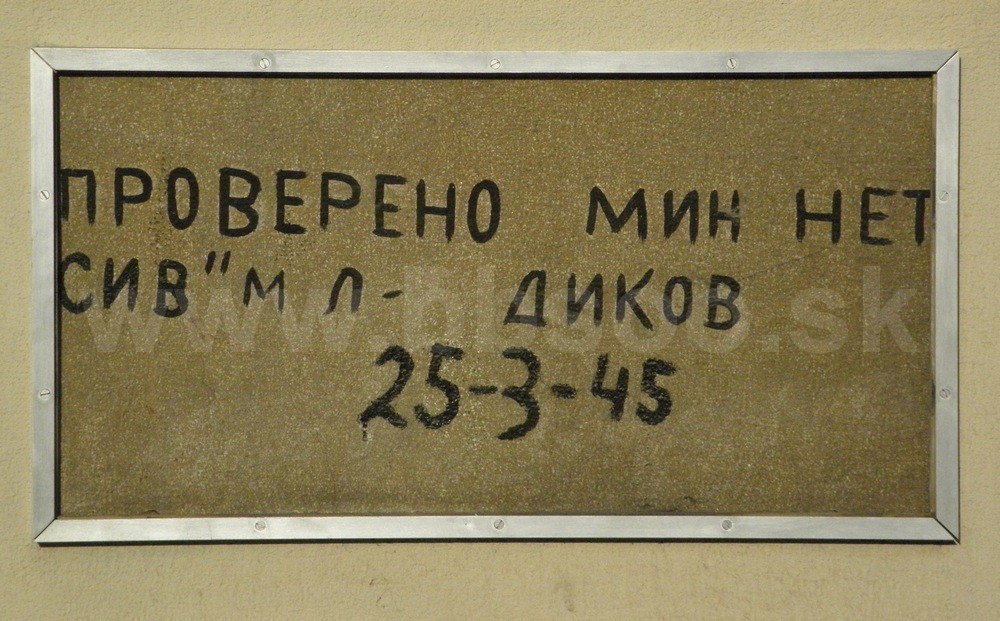 ПРОВЕРЕНО МИН НЕТ
СИВ" М Л- ДИКОВ
25-3-45